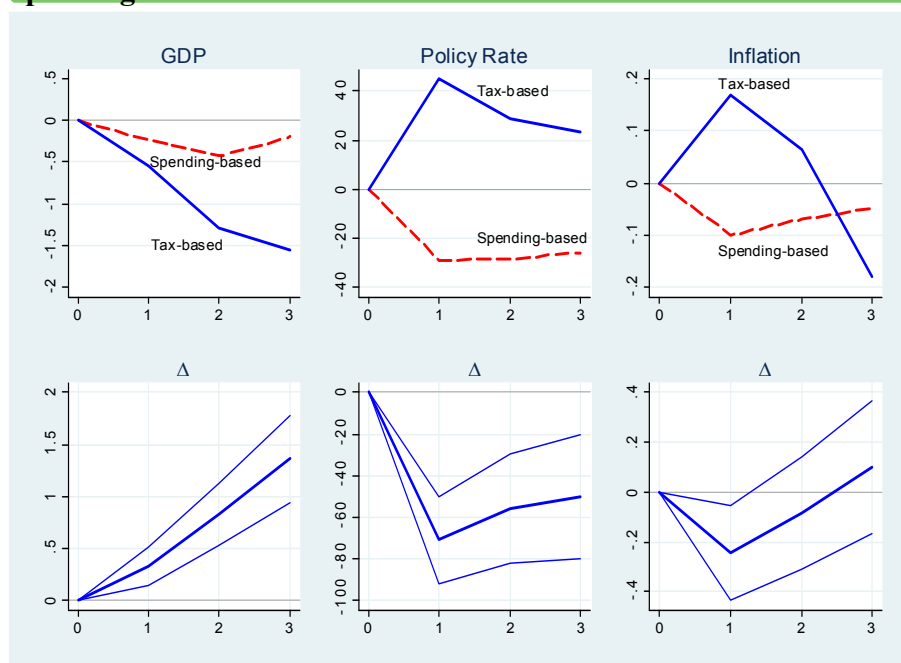 GDP
Policy Rate
Inflation
.5
0
-.5
-1
-1.5
-2
Spending-based
Tax-based
0 1 2 3
40
20
0
-20
-40
Tax-based
Spending-based
0 1 2 3
.2
.1
0
-.1
-.2
Tax-based
Spending-based
0 1 2 3
Δ
Δ
Δ
2
1.5
1
.5
0
0 1 2 3
0
-20
-40
-60
-80
-100
0 1 2 3
.4
.2
0
-.2
-.4
0 1 2 3